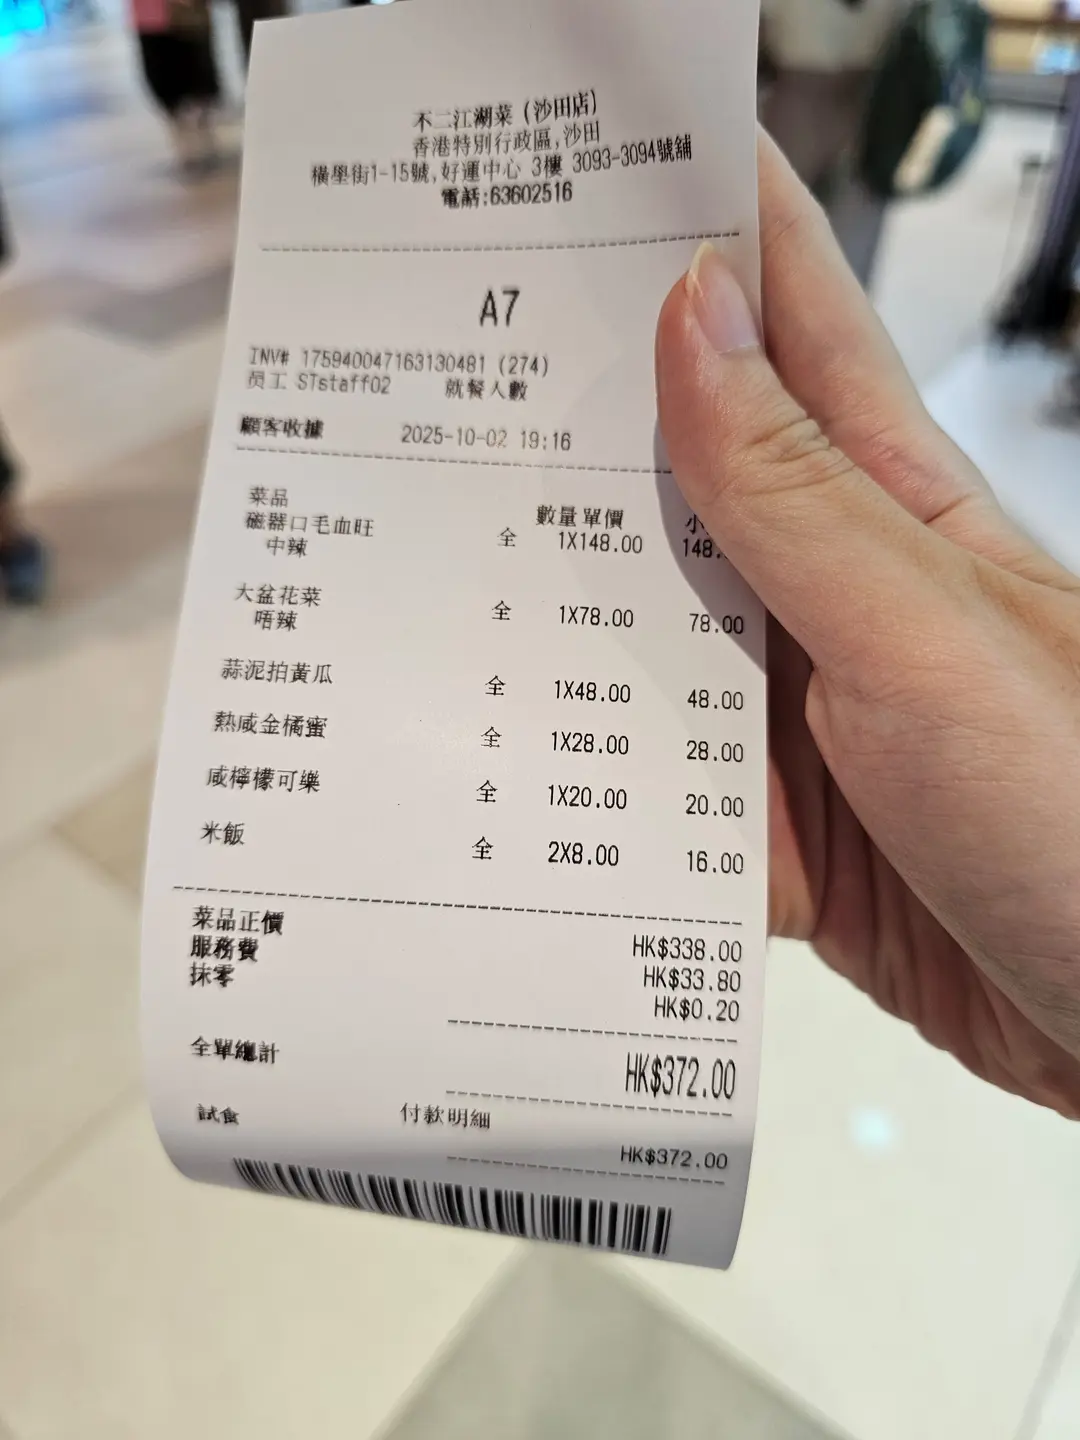 不二江湖菜 (沙田店)
香港特別行政區,沙田
橫壆街1-15號,好運中心 3樓 3093-3094號舖
電話:63602516
A7
INV# 175940047163130481 (274)
员工 STstaff02 就餐人數
顧客收據 2025-10-02 19:16
菜品 數量單價 小
磁器口毛血旺 全 1X148.00 148.
中辣
大盆花菜 全 1X78.00 78.00
唔辣
蒜泥拍黃瓜 全 1X48.00 48.00
熱咸金橘蜜 全 1X28.00 28.00
咸檸檬可樂 全 1X20.00 20.00
米飯 全 2X8.00 16.00
菜品正價 HK$338.00
服務費 HK$33.80
抹零 HK$0.20
全單總計 HK$372.00
付款明細
試食 HK$372.00